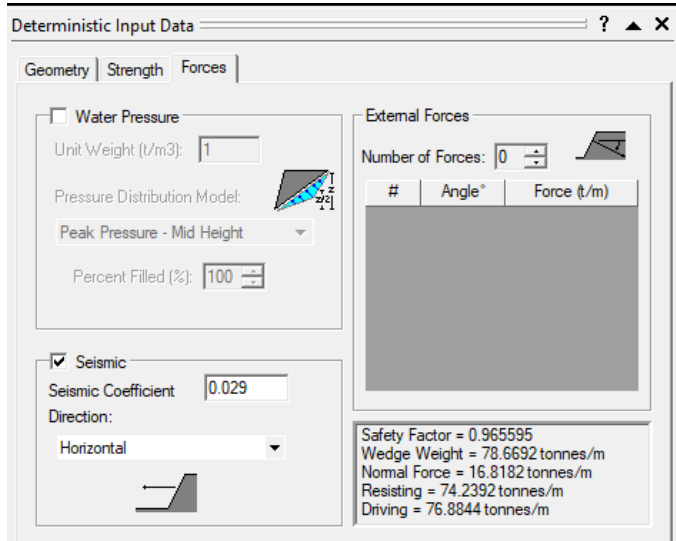 Deterministic Input Data ? ▲ X
Geometry Strength Forces
Water Pressure
Unit Weight (t/m3): 1
Pressure Distribution Model:
z
z/2
Peak Pressure - Mid Height
Percent Filled (%): 100
Seismic
Seismic Coefficient 0.029
Direction:
Horizontal
External Forces
Number of Forces: 0
# Angle° Force (t/m)
Safety Factor = 0.965595
Wedge Weight = 78.6692 tonnes/m
Normal Force = 16.8182 tonnes/m
Resisting = 74.2392 tonnes/m
Driving = 76.8844 tonnes/m